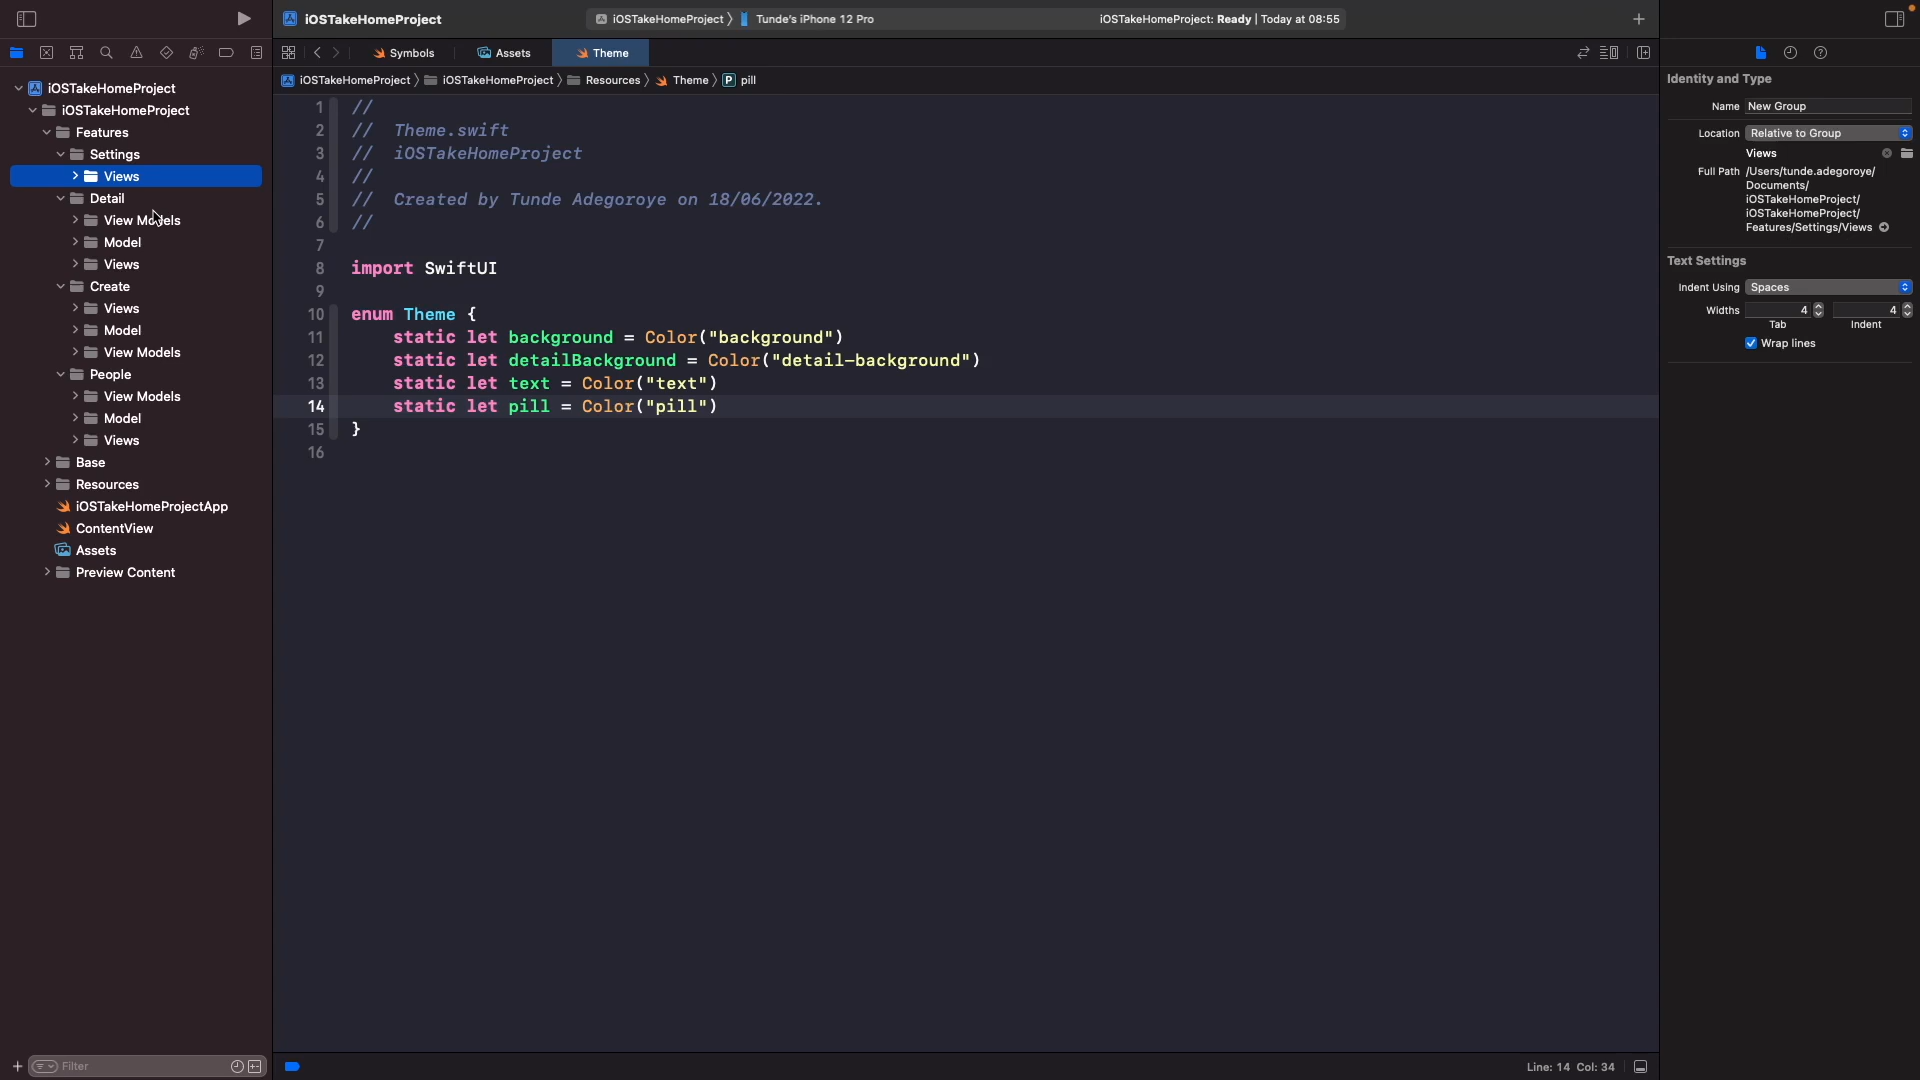 iOSTakeHomeProject
iOSTakeHomeProject
Tunde's iPhone 12 Pro
iOSTakeHomeProject: Ready | Today at 08:55
Symbols
Assets
Theme
iOSTakeHomeProject
iOSTakeHomeProject
Resources
Theme
P pill
iOSTakeHomeProject
iOSTakeHomeProject
Features
Settings
Views
Detail
View Models
Model
Views
Create
Views
Model
View Models
People
View Models
Model
Views
Base
Resources
iOSTakeHomeProjectApp
ContentView
Assets
Preview Content
Filter
1 //
2 // Theme.swift
3 // iOSTakeHomeProject
4 //
5 // Created by Tunde Adegoroye on 18/06/2022.
6 //
7
8 import SwiftUI
9
10 enum Theme {
11 static let background = Color("background")
12 static let detailBackground = Color("detail-background")
13 static let text = Color("text")
14 static let pill = Color("pill")
15 }
16
Line: 14 Col: 34
Identity and Type
Name New Group
Location Relative to Group
Views
Full Path /Users/tunde.adegoroye/
Documents/
iOSTakeHomeProject/
iOSTakeHomeProject/
Features/Settings/Views
Text Settings
Indent Using Spaces
Widths 4 4
Tab Indent
Wrap lines